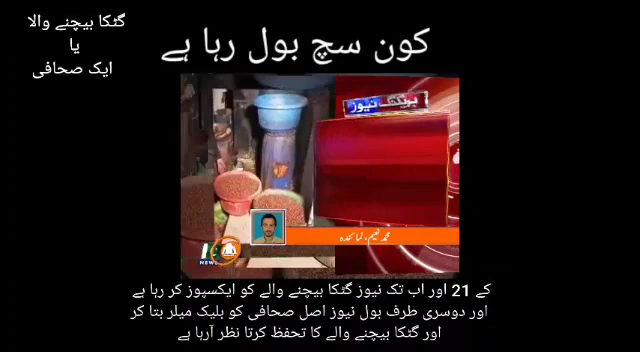 گٹکا بیچنے والا
یا
ایک صحافی
کون سچ بول رہا ہے
بریکنگ نیوز
محمد نعیم، نمائندہ
NEWS
کے 21 اور اب تک نیوز گٹکا بیچنے والے کو ایکسپوز کر رہا ہے
اور دوسری طرف بول نیوز اصل صحافی کو بلیک میلر بتا کر
اور گٹکا بیچنے والے کا تحفظ کرتا نظر آرہا ہے